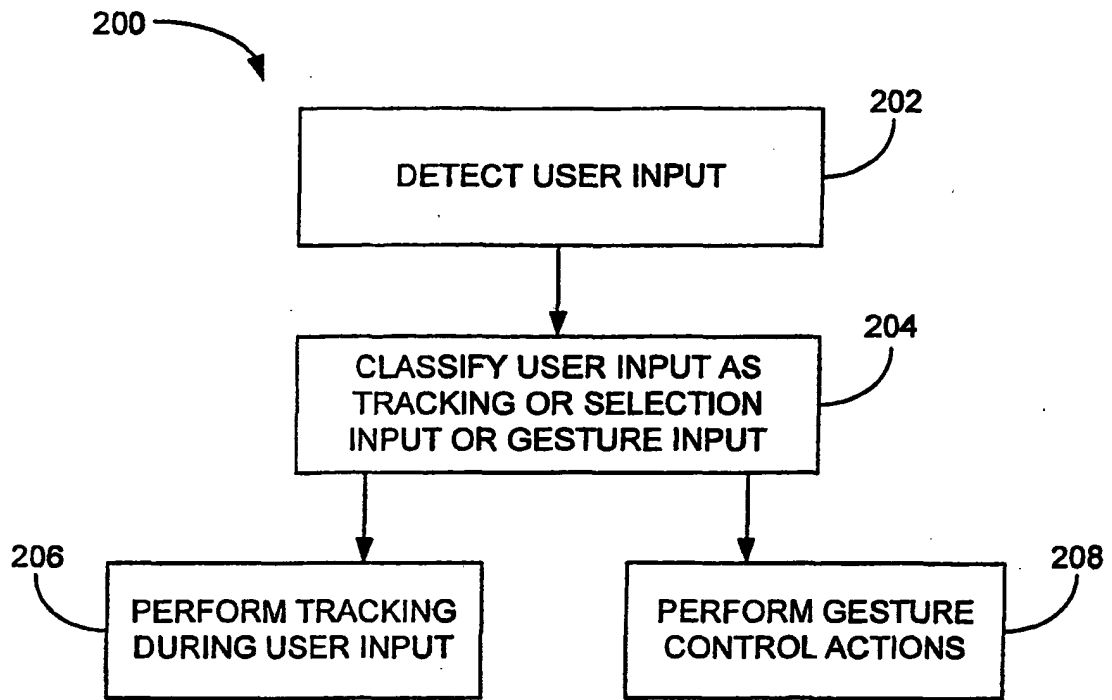 200
202
DETECT USER INPUT
204
CLASSIFY USER INPUT AS
TRACKING OR SELECTION
INPUT OR GESTURE INPUT
206
PERFORM TRACKING
DURING USER INPUT
208
PERFORM GESTURE
CONTROL ACTIONS